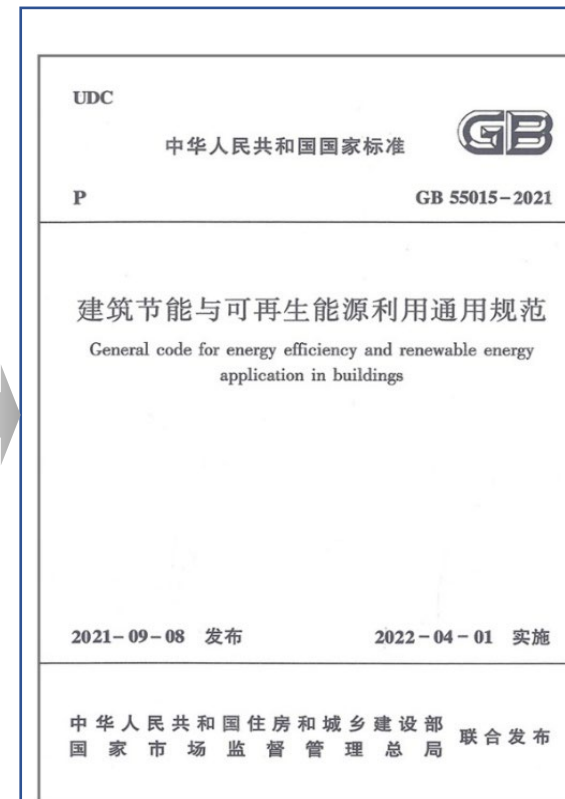 UDC
中华人民共和国国家标准
GB
P
GB 55015-2021
建筑节能与可再生能源利用通用规范
General code for energy efficiency and renewable energy
application in buildings
2021-09-08 发布
2022-04-01 实施
中华人民共和国住房和城乡建设部
国家市场监督管理总局
联合发布